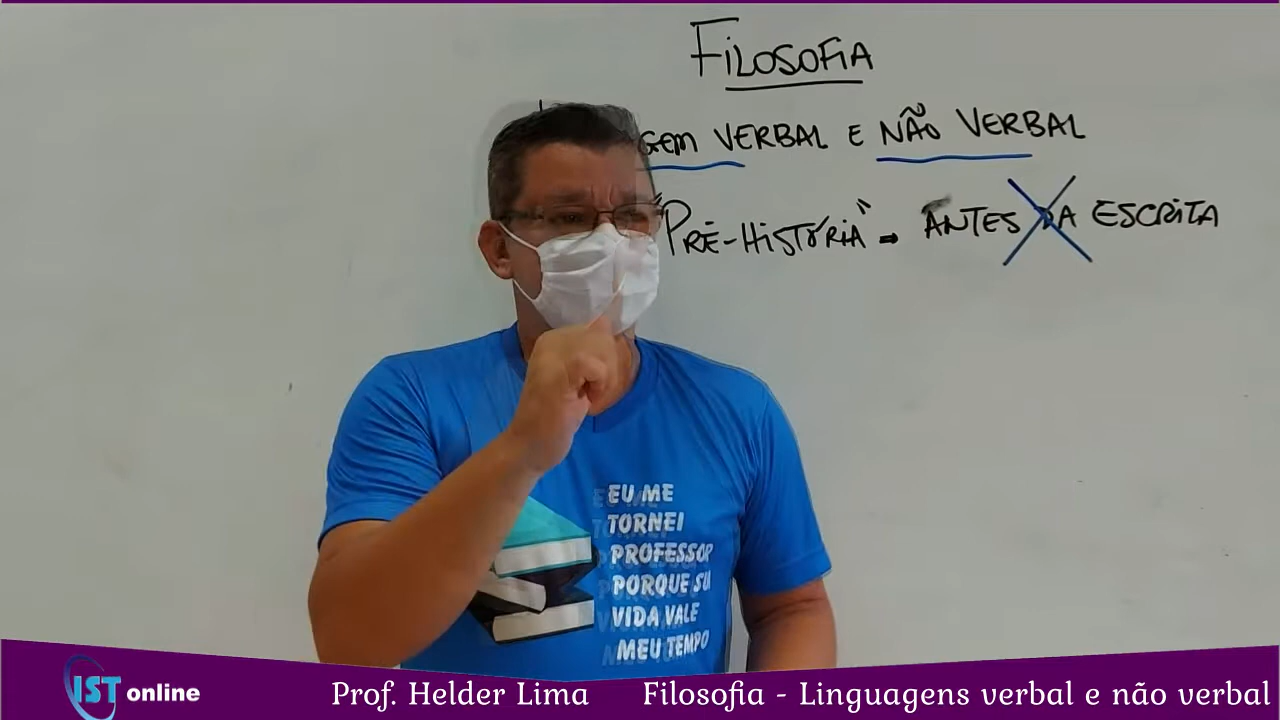 FILOSOFIA
GEM VERBAL E NÃO VERBAL
"PRÉ-HISTÓRIA" ANTES DA ESCRITA
EU ME
TORNEI
PROFESSOR
PORQUE SU
VIDA VALE
MEU TEMPO
IST online
Prof. Helder Lima
Filosofia - Linguagens verbal e não verbal